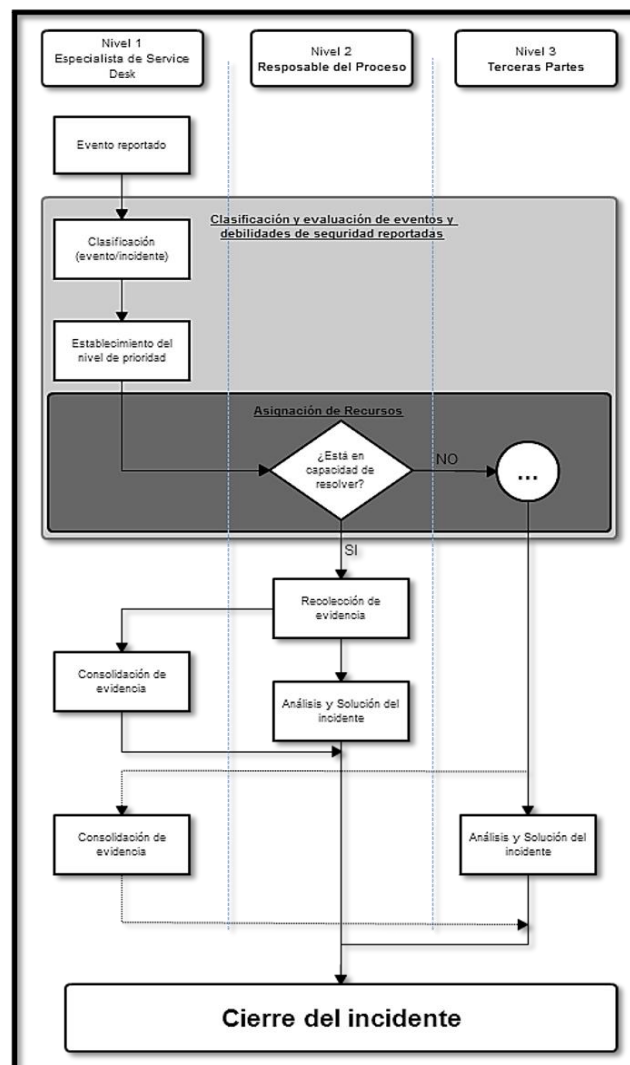 Nivel 1
Especialista de Service
Desk
Nivel 2
Resposable del Proceso
Nivel 3
Terceras Partes
Evento reportado
Clasificación y evaluación de eventos y
debilidades de seguridad reportadas
Clasificación
(evento/incidente)
Establecimiento del
nivel de prioridad
Asignación de Recursos
¿Está en
capacidad de
resolver?
NO
...
SI
Recolección de
evidencia
Consolidación de
evidencia
Análisis y Solución del
incidente
Consolidación de
evidencia
Análisis y Solución del
incidente
Cierre del incidente